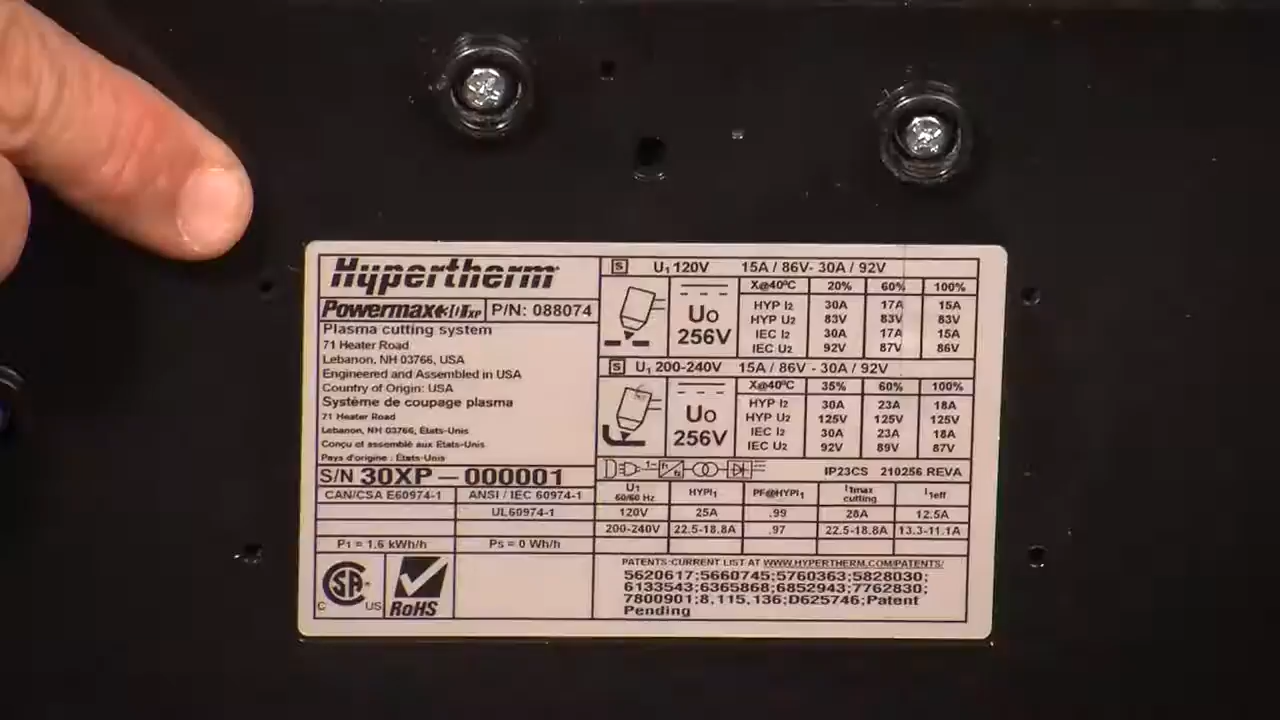 Hypertherm
Powermax30 XP P/N: 088074
Plasma cutting system
71 Heater Road
Lebanon, NH 03766, USA
Engineered and Assembled in USA
Country of Origin: USA
Système de coupage plasma
71 Heater Road
Lebanon, NH 03766, États-Unis
Conçu et assemblé aux États-Unis
Pays d'origine : États-Unis
S/N 30XP-000001
CAN/CSA E60974-1 ANSI / IEC 60974-1
UL60974-1
P1 = 1.6 kWh/h Ps = 0 Wh/h
C SA US RoHS
S U1 120V 15A / 86V- 30A / 92V
U0
256V
X@40ºC 20% 60% 100%
HYP I2 30A 17A 15A
HYP U2 83V 83V 83V
IEC I2 30A 17A 15A
IEC U2 92V 87V 86V
S U1 200-240V 15A / 86V - 30A / 92V
U0
256V
X@40ºC 35% 60% 100%
HYP I2 30A 23A 18A
HYP U2 125V 125V 125V
IEC I2 30A 23A 18A
IEC U2 92V 89V 87V
1~ f1 f2 IP23CS 210256 REVA
U1 HYPI1 PF@HYPI1 I1max I1eff
cutting
120V 25A .99 28A 12.5A
200-240V 22.5-18.8A .97 22.5-18.8A 13.3-11.1A
PATENTS:CURRENT LIST AT WWW.HYPERTHERM.COM/PATENTS/
5620617;5660745;5760363;5828030;
6133543;6365868;6852943;7762830;
7800901;8,115,136;D625746;Patent
Pending